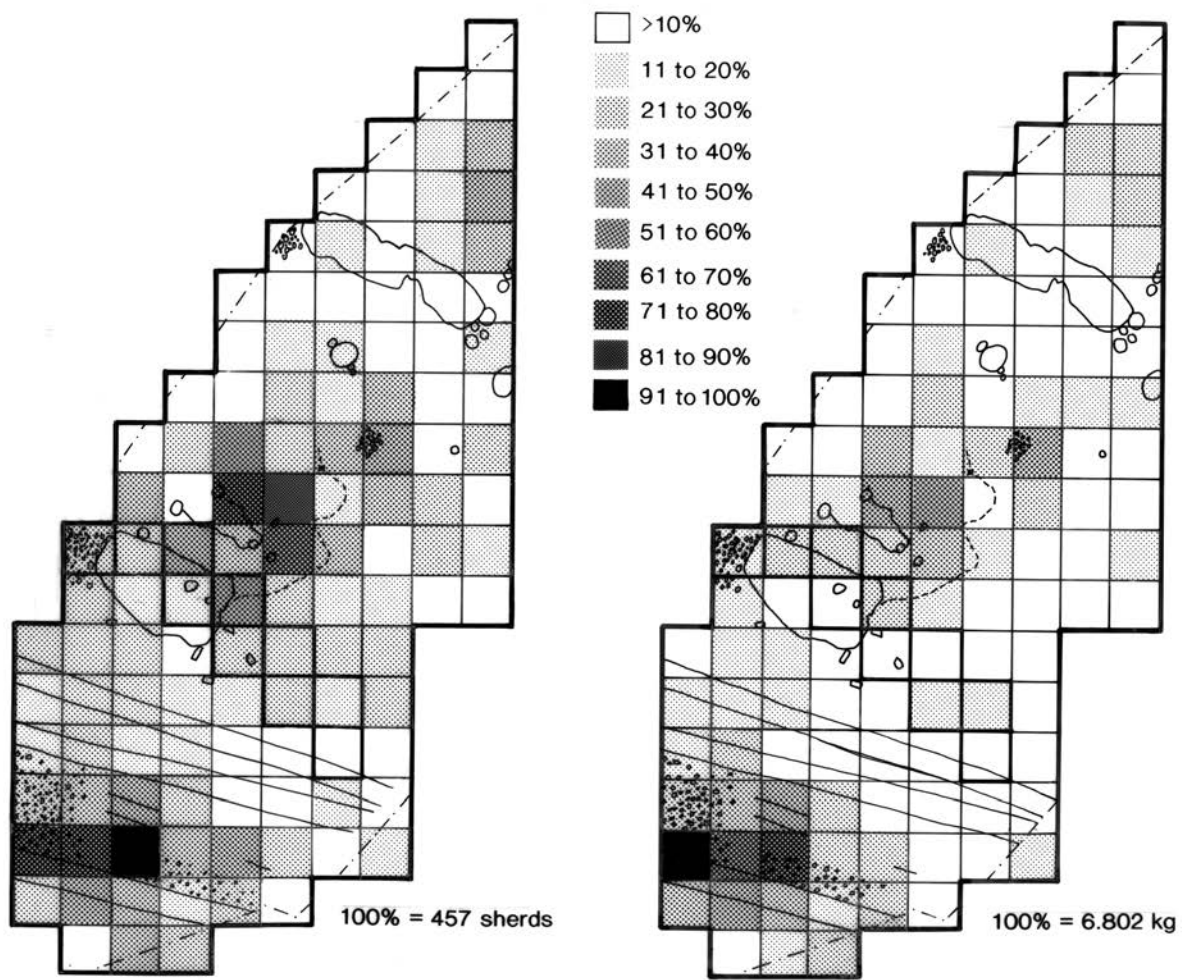 >10%
11 to 20%
21 to 30%
31 to 40%
41 to 50%
51 to 60%
61 to 70%
71 to 80%
81 to 90%
91 to 100%
100% = 457 sherds
100% = 6.802 kg